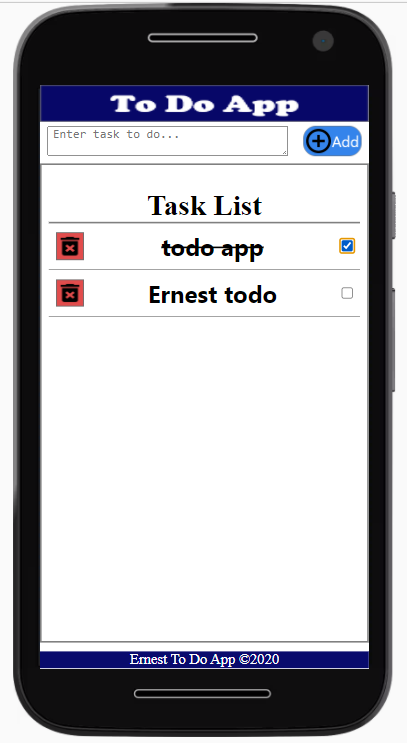 To Do App
Enter task to do...
Add
Task List
todo app
Ernest todo
Ernest To Do App ©2020